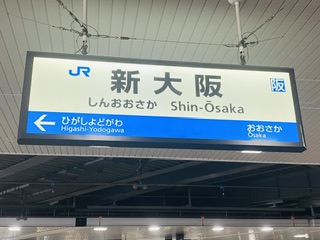 JR 新大阪 阪
しんおおさか Shin-Ōsaka
← ひがしよどがわ おおさか
Higashi-Yodogawa Ōsaka